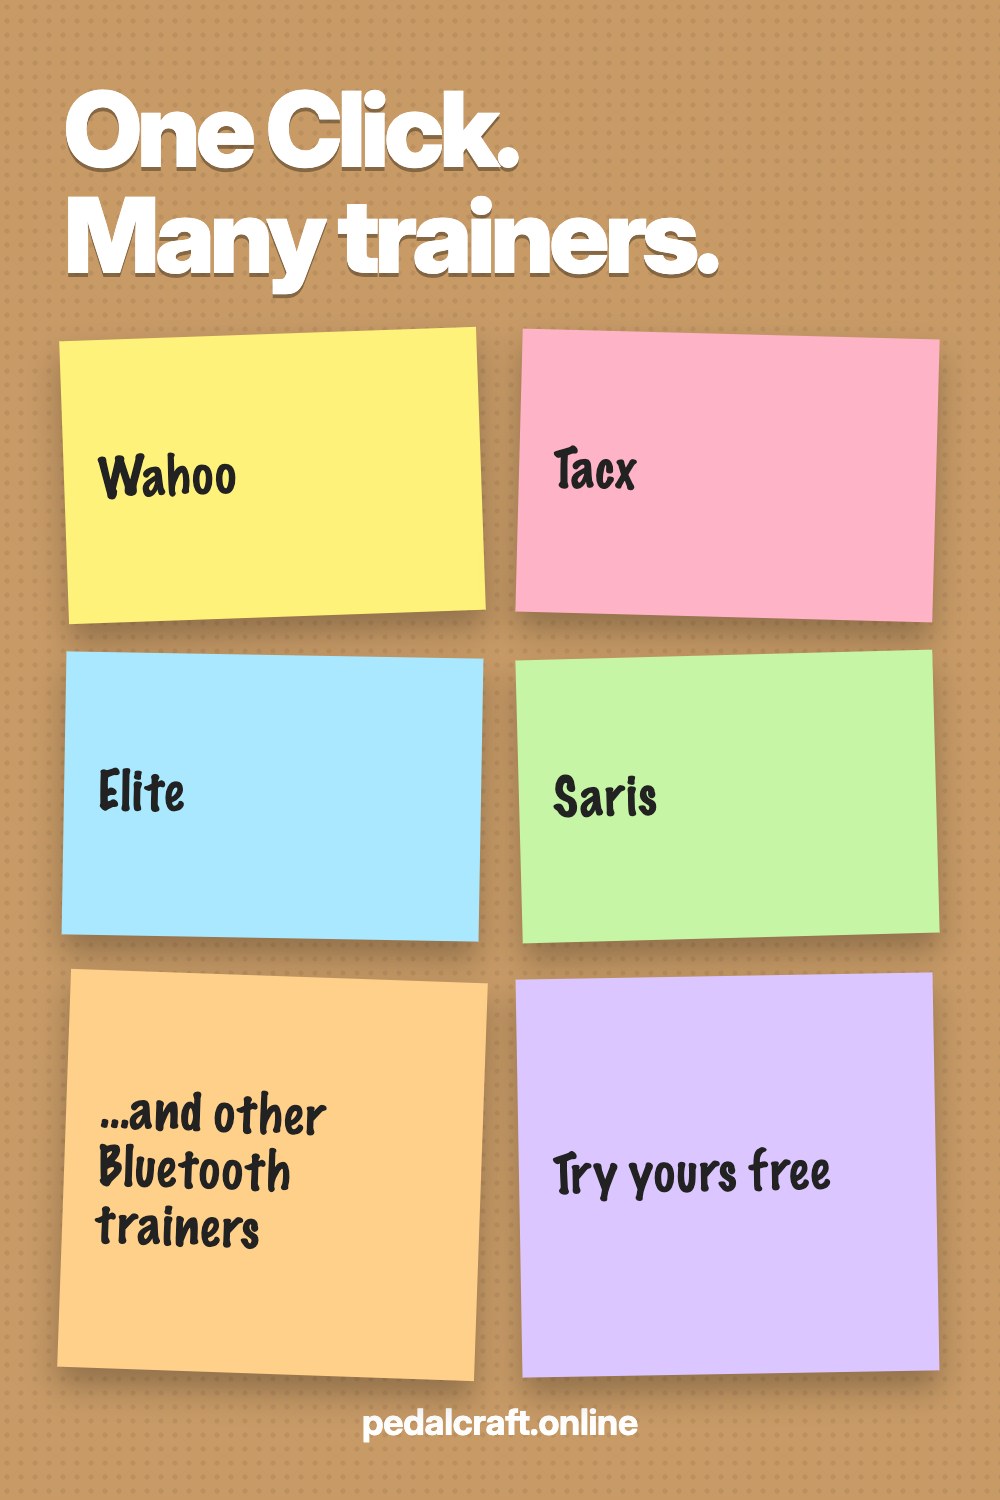 One Click.
Many trainers.
Wahoo
Tacx
Elite
Saris
...and other
Bluetooth
trainers
Try yours free
pedalcraft.online